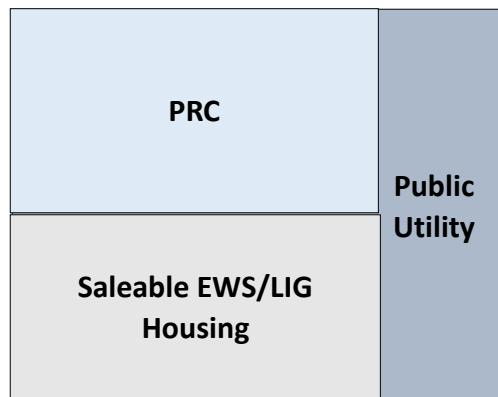 PRC
Public
Utility
Saleable EWS/LIG
Housing